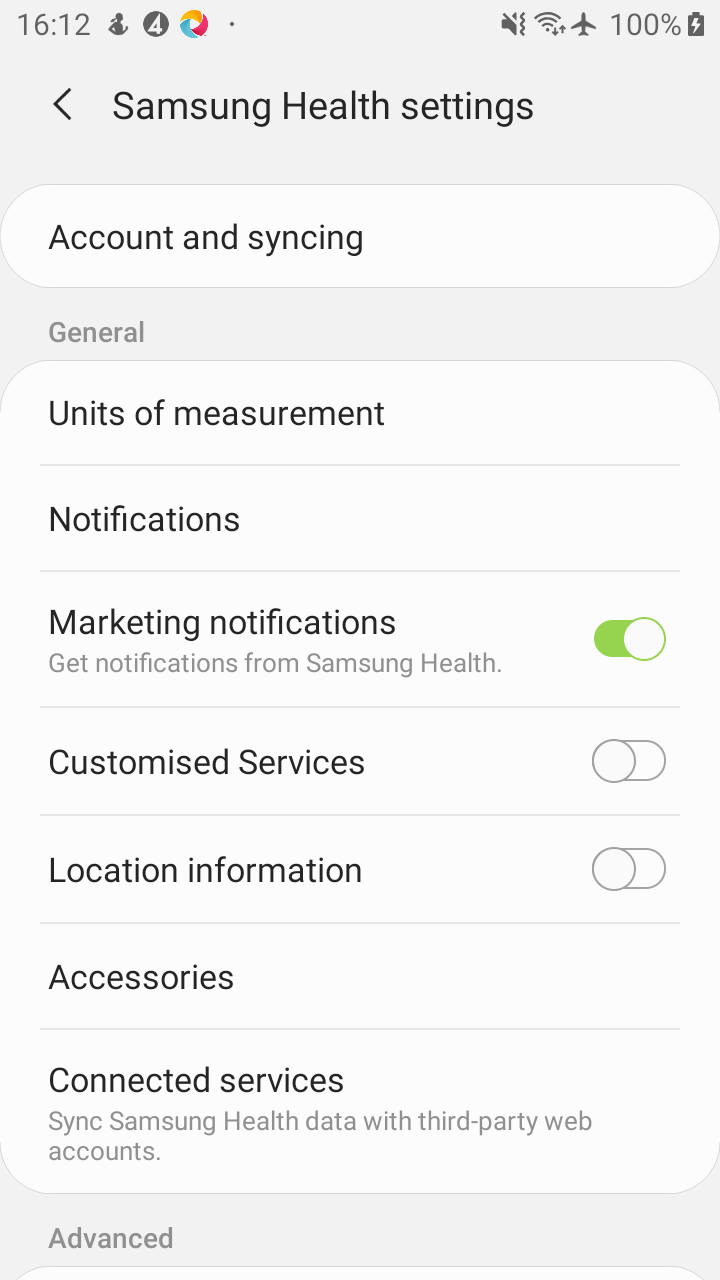 16:12
100%
Samsung Health settings
Account and syncing
General
Units of measurement
Notifications
Marketing notifications
Get notifications from Samsung Health.
Customised Services
Location information
Accessories
Connected services
Sync Samsung Health data with third-party web
accounts.
Advanced